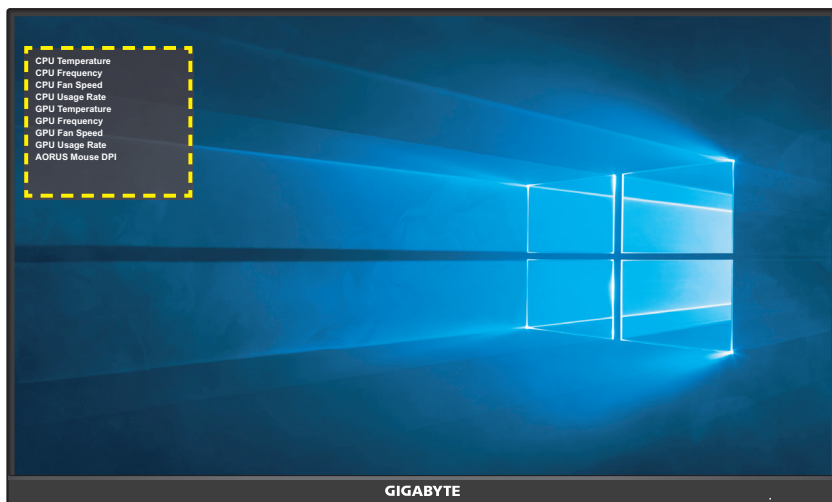 CPU Temperature
CPU Frequency
CPU Fan Speed
CPU Usage Rate
GPU Temperature
GPU Frequency
GPU Fan Speed
GPU Usage Rate
AORUS Mouse DPI
GIGABYTE